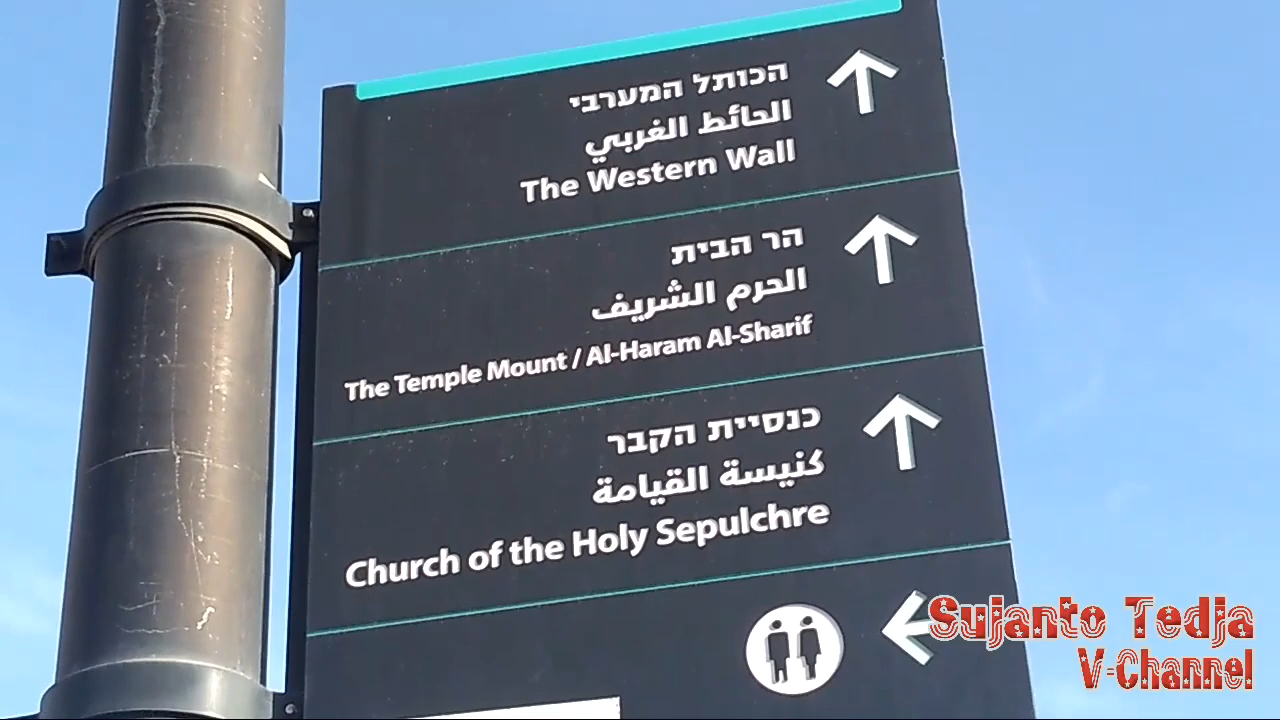 הכותל המערבי
الحائط الغربي
The Western Wall
הר הבית
الحرم الشريف
The Temple Mount / Al-Haram Al-Sharif
כנסיית הקבר
كنيسة القيامة
Church of the Holy Sepulchre
Sujanto Tedja
V-Channel